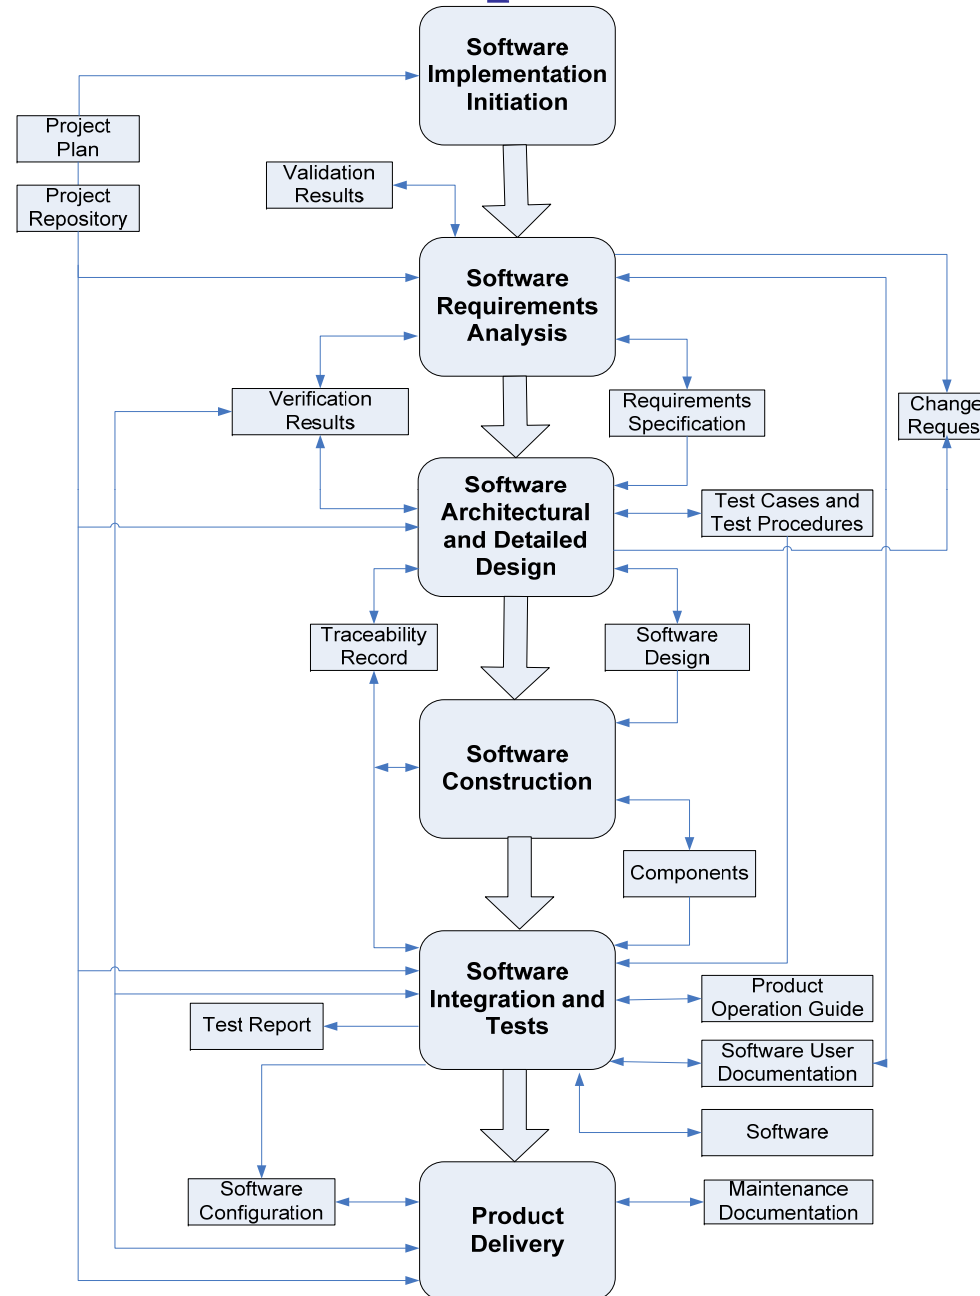 Software
Implementation
Initiation
Project
Plan
Validation
Results
Project
Repository
Software
Requirements
Analysis
Verification
Results
Requirements
Specification
Change
Reques
Software
Architectural
and Detailed
Design
Test Cases and
Test Procedures
Traceability
Record
Software
Design
Software
Construction
Components
Software
Integration and
Tests
Product
Operation Guide
Test Report
Software User
Documentation
Software
Software
Configuration
Product
Delivery
Maintenance
Documentation